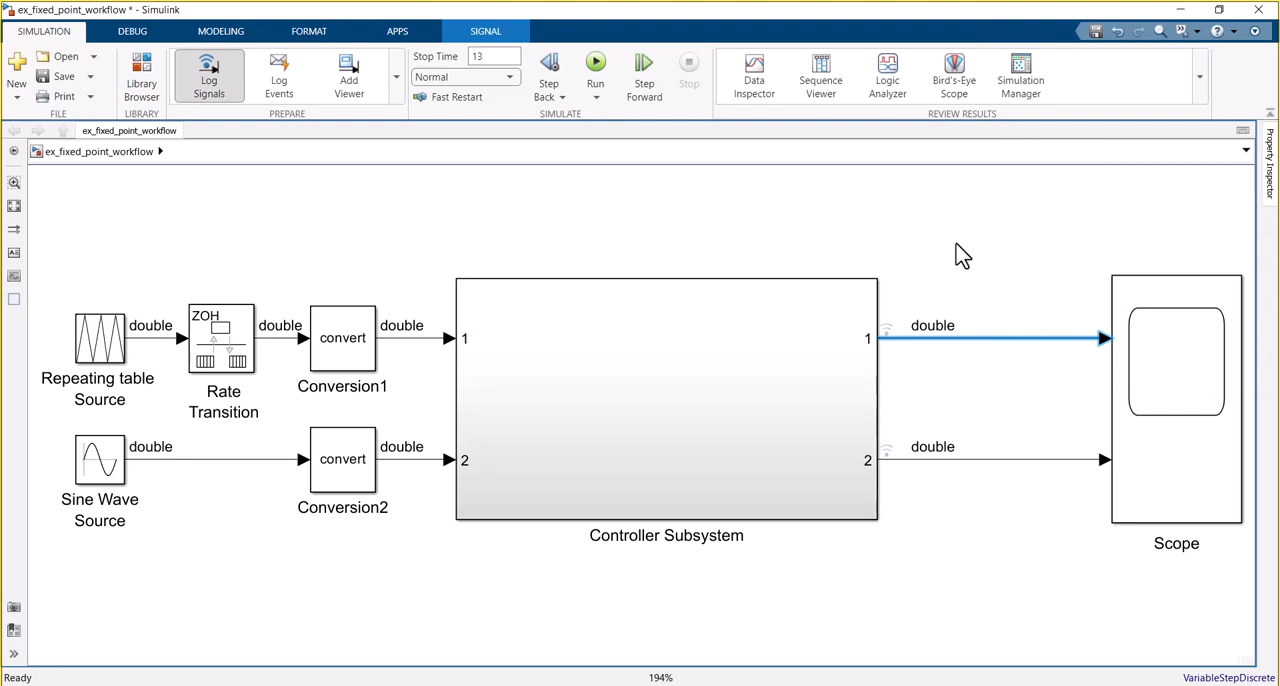 ex_fixed_point_workflow * - Simulink
SIMULATION DEBUG MODELING FORMAT APPS SIGNAL
New
Open
Save
Print
FILE
Library
Browser
LIBRARY
Log
Signals
Log
Events
Add
Viewer
PREPARE
Stop Time 13
Normal
Fast Restart
Step
Back
Run
Step
Forward
Stop
SIMULATE
Data
Inspector
Sequence
Viewer
Logic
Analyzer
Bird's-Eye
Scope
Simulation
Manager
REVIEW RESULTS
ex_fixed_point_workflow
ex_fixed_point_workflow
Property Inspector
Repeating table
Source
double
ZOH
Rate
Transition
double
convert
Conversion1
double
1
1
double
Sine Wave
Source
double
convert
Conversion2
double
2
2
double
Controller Subsystem
Scope
Ready
194%
VariableStepDiscrete